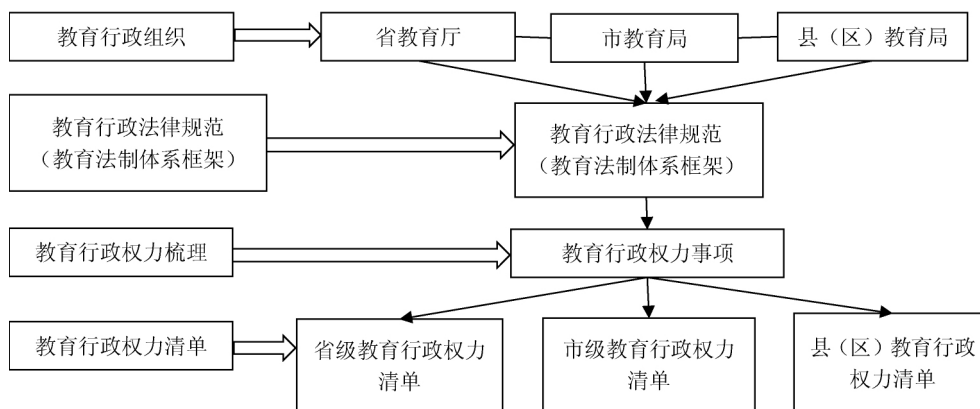 教育行政组织
省教育厅
市教育局
县（区）教育局
教育行政法律规范
（教育法制体系框架）
教育行政法律规范
（教育法制体系框架）
教育行政权力梳理
教育行政权力事项
教育行政权力清单
省级教育行政权力
清单
市级教育行政权力
清单
县（区）教育行政
权力清单